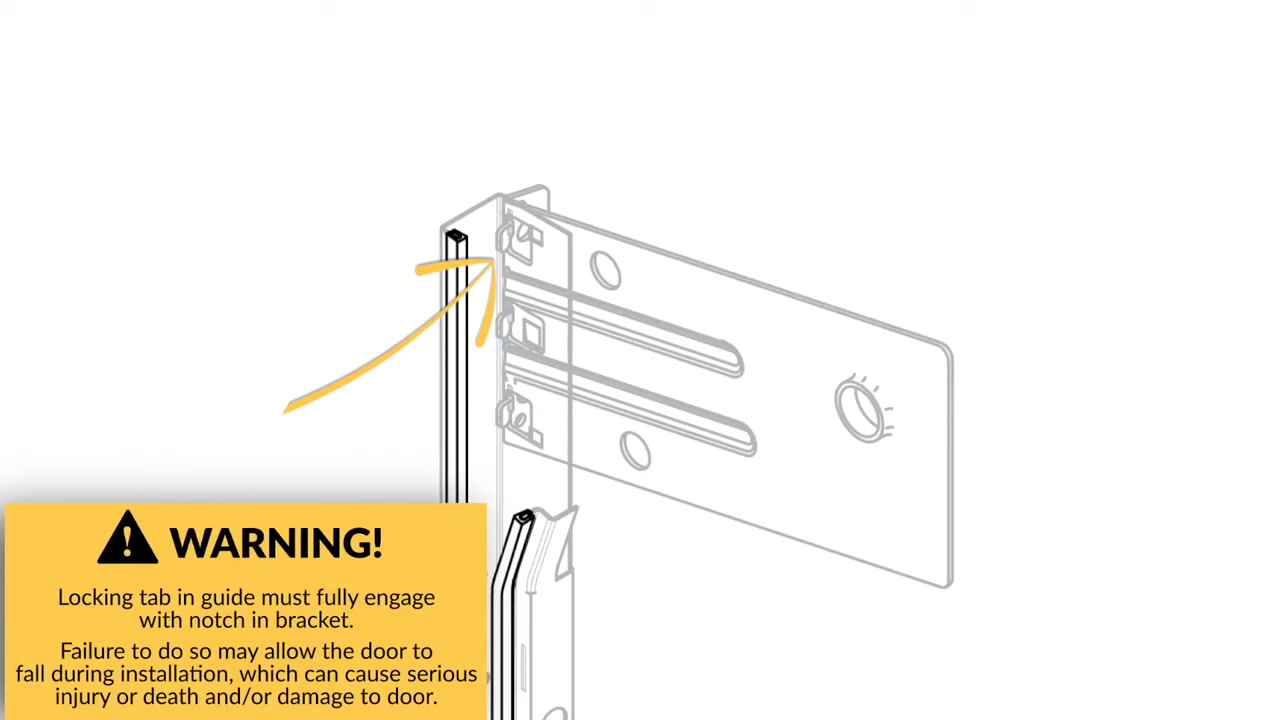 WARNING!
Locking tab in guide must fully engage
with notch in bracket.
Failure to do so may allow the door to
fall during installation, which can cause serious
injury or death and/or damage to door.